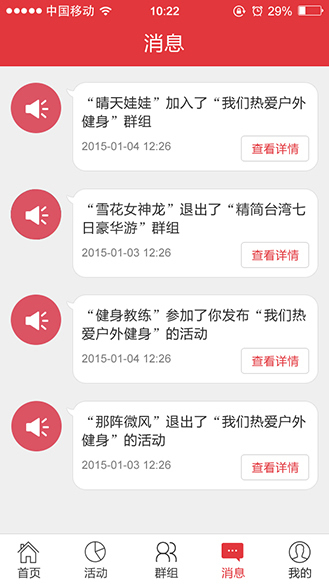 中国移动 10:22 29%
消息
“晴天娃娃”加入了“我们热爱户外
健身”群组
2015-01-04 12:26
查看详情
“雪花女神龙”退出了“精简台湾七
日豪华游”群组
2015-01-03 12:26
查看详情
“健身教练”参加了你发布“我们热
爱户外健身”的活动
2015-01-04 12:26
查看详情
“那阵微风”退出了“我们热爱户外
健身”的活动
2015-01-03 12:26
查看详情
首页 活动 群组 消息 我的